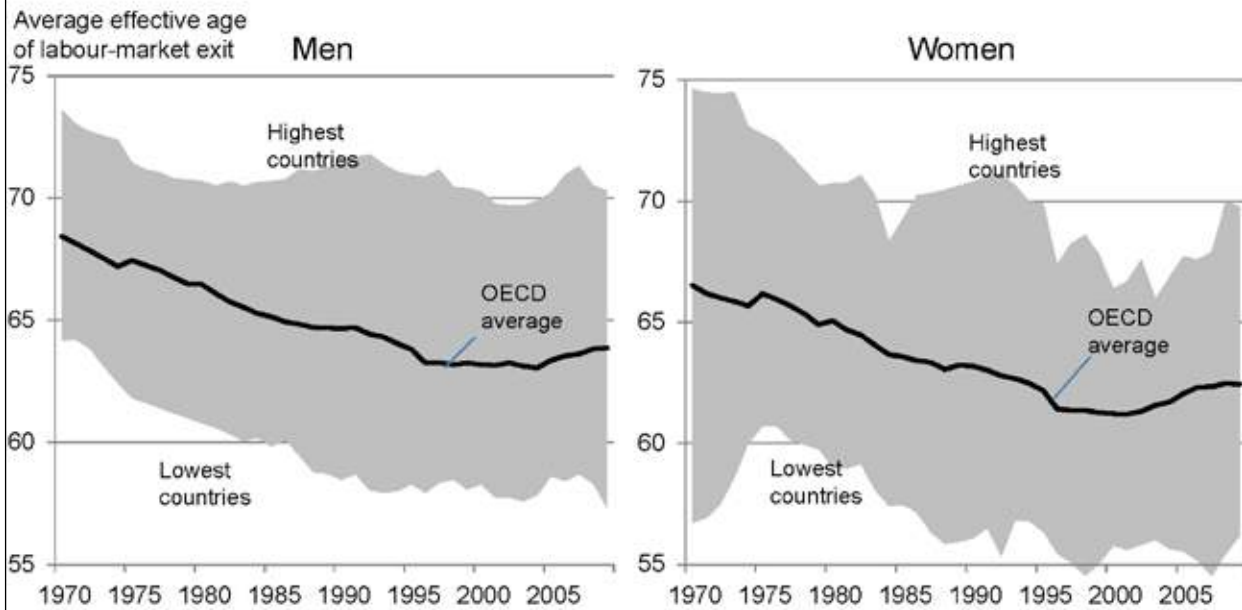 Average effective age
of labour-market exit
Men
75
70
65
60
55
Highest
countries
OECD
average
Lowest
countries
1970 1975 1980 1985 1990 1995 2000 2005
Women
75
70
65
60
55
Highest
countries
OECD
average
Lowest
countries
1970 1975 1980 1985 1990 1995 2000 2005